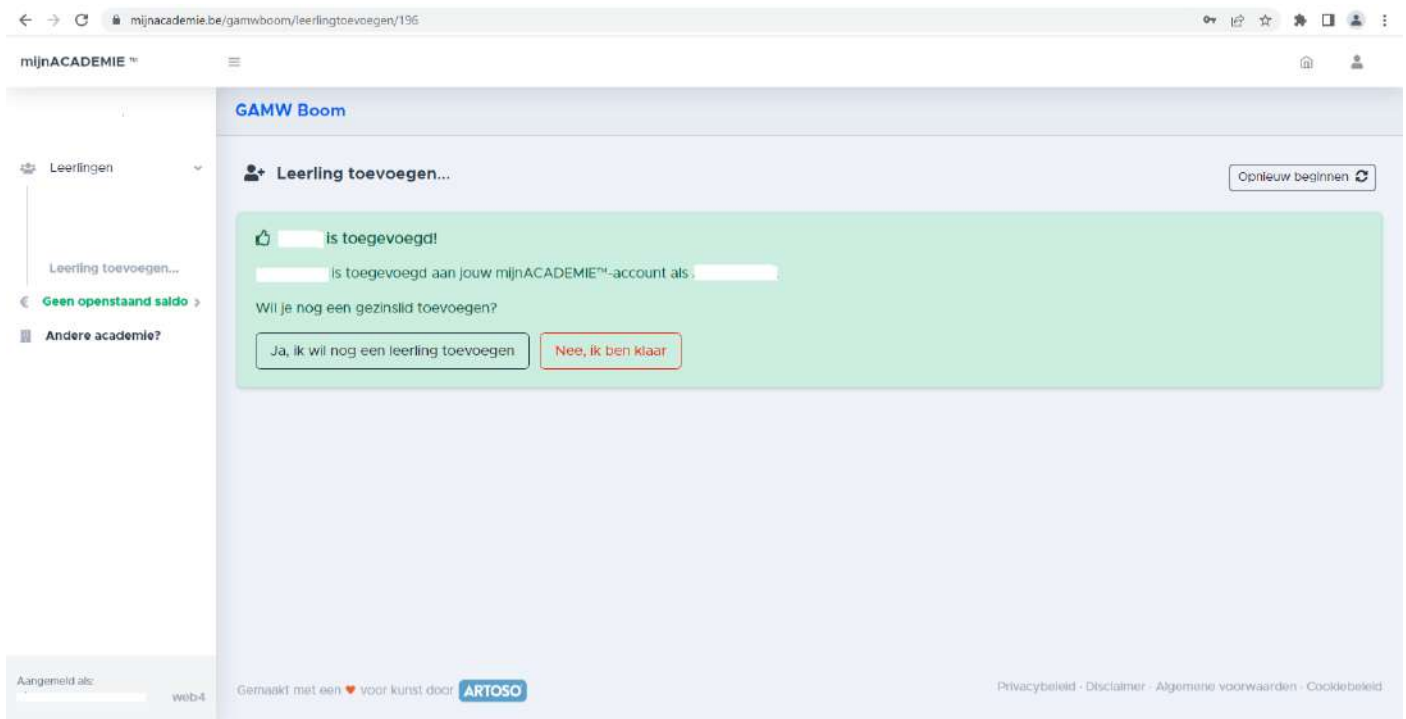 mijnacademie.be/gamwboom/leerlingtoevoegen/196
mijnACADEMIE ™
GAMW Boom
Leerlingen
Leerling toevoegen...
Opnieuw beginnen
is toegevoegd!
Leerling toevoegen...
is toegevoegd aan jouw mijnACADEMIE™-account als
€ Geen openstaand saldo
Wil je nog een gezinslid toevoegen?
Andere academie?
Ja, ik wil nog een leerling toevoegen
Nee, ik ben klaar
Aangemeld als:
web4
Gemaakt met een ♥ voor kunst door ARTOSO
Privacybeleid · Disclaimer · Algemene voorwaarden · Cookiebeleid